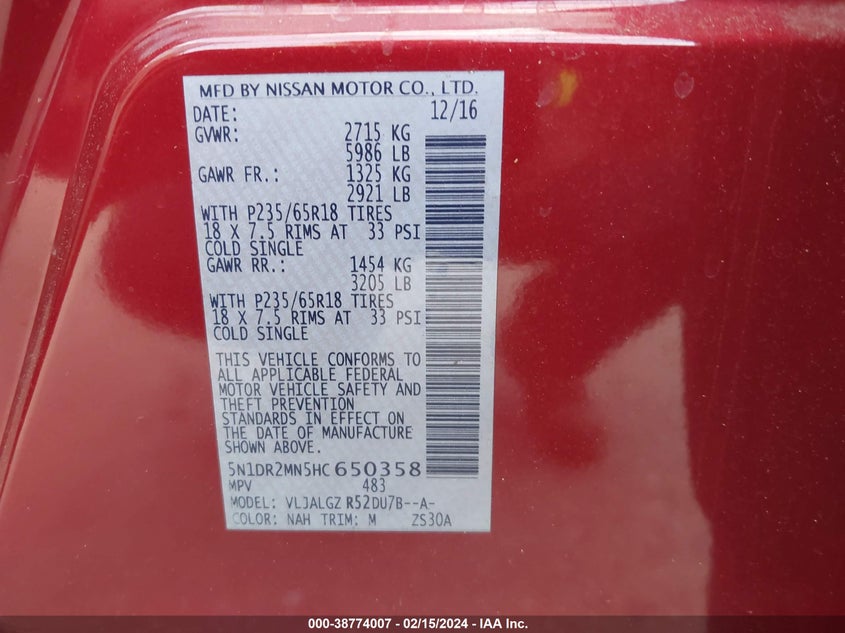 MFD BY NISSAN MOTOR CO., LTD.
DATE: 12/16
GVWR: 2715 KG
5986 LB
GAWR FR.: 1325 KG
2921 LB
WITH P235/65R18 TIRES
18 X 7.5 RIMS AT 33 PSI
COLD SINGLE
GAWR RR.: 1454 KG
3205 LB
WITH P235/65R18 TIRES
18 X 7.5 RIMS AT 33 PSI
COLD SINGLE
THIS VEHICLE CONFORMS TO
ALL APPLICABLE FEDERAL
MOTOR VEHICLE SAFETY AND
THEFT PREVENTION
STANDARDS IN EFFECT ON
THE DATE OF MANUFACTURE
SHOWN ABOVE.
5N1DR2MN5HC650358
MPV 483
MODEL: VLJALGZ R52DU7B--A-
COLOR: NAH TRIM: M ZS30A
000-38774007 - 02/15/2024 - IAA Inc.